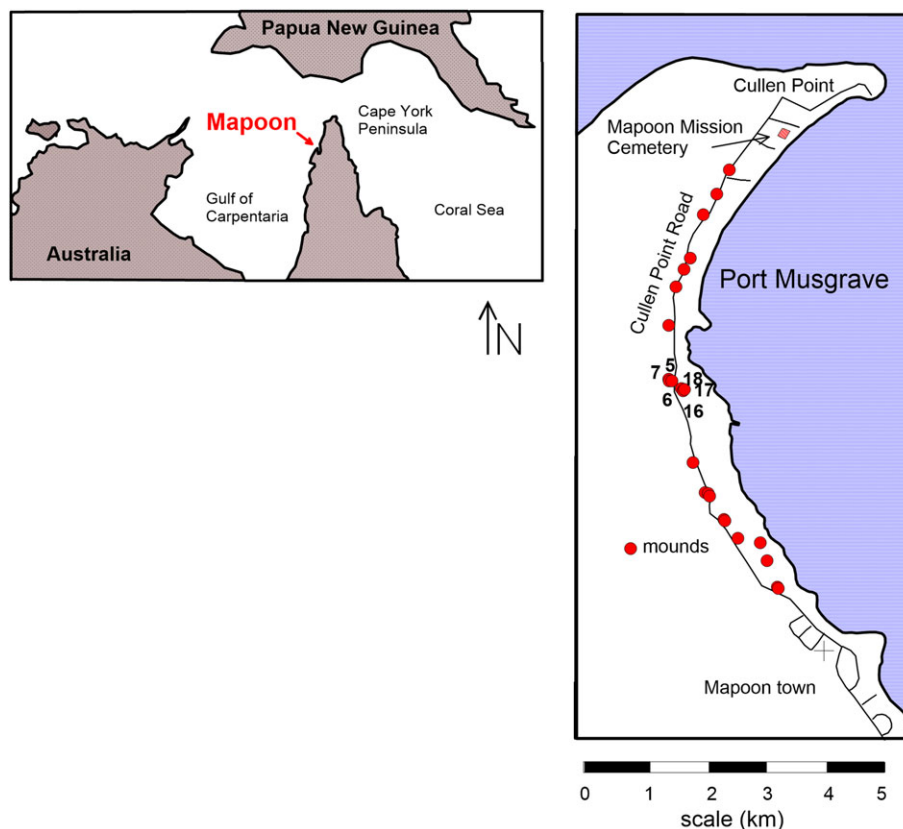 Papua New Guinea
Mapoon
Cape York
Peninsula
Gulf of
Carpentaria
Coral Sea
Australia
N
Cullen Point
Mapoon Mission
Cemetery
Cullen Point Road
Port Musgrave
5
7
18
17
6
16
mounds
Mapoon town
0 1 2 3 4 5
scale (km)